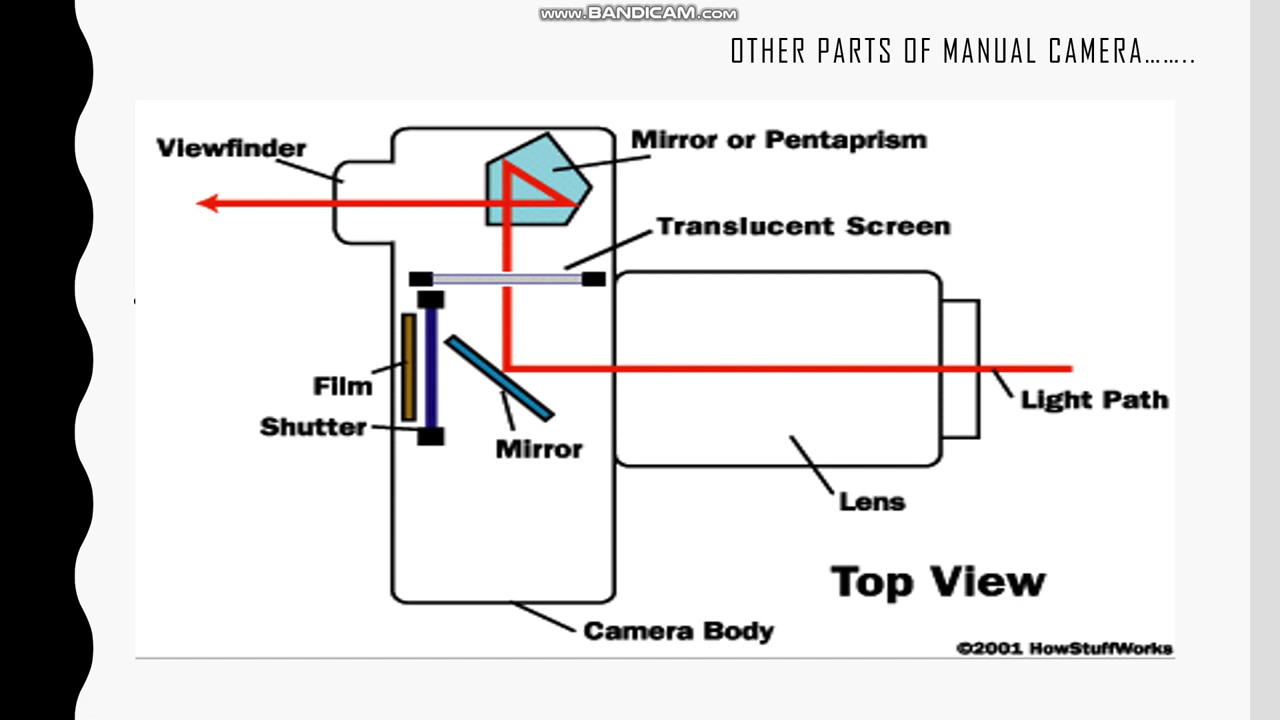 www.BANDICAM.com
OTHER PARTS OF MANUAL CAMERA……..
Viewfinder
Mirror or Pentaprism
Translucent Screen
Film
Shutter
Mirror
Light Path
Lens
Top View
Camera Body
©2001 HowStuffWorks